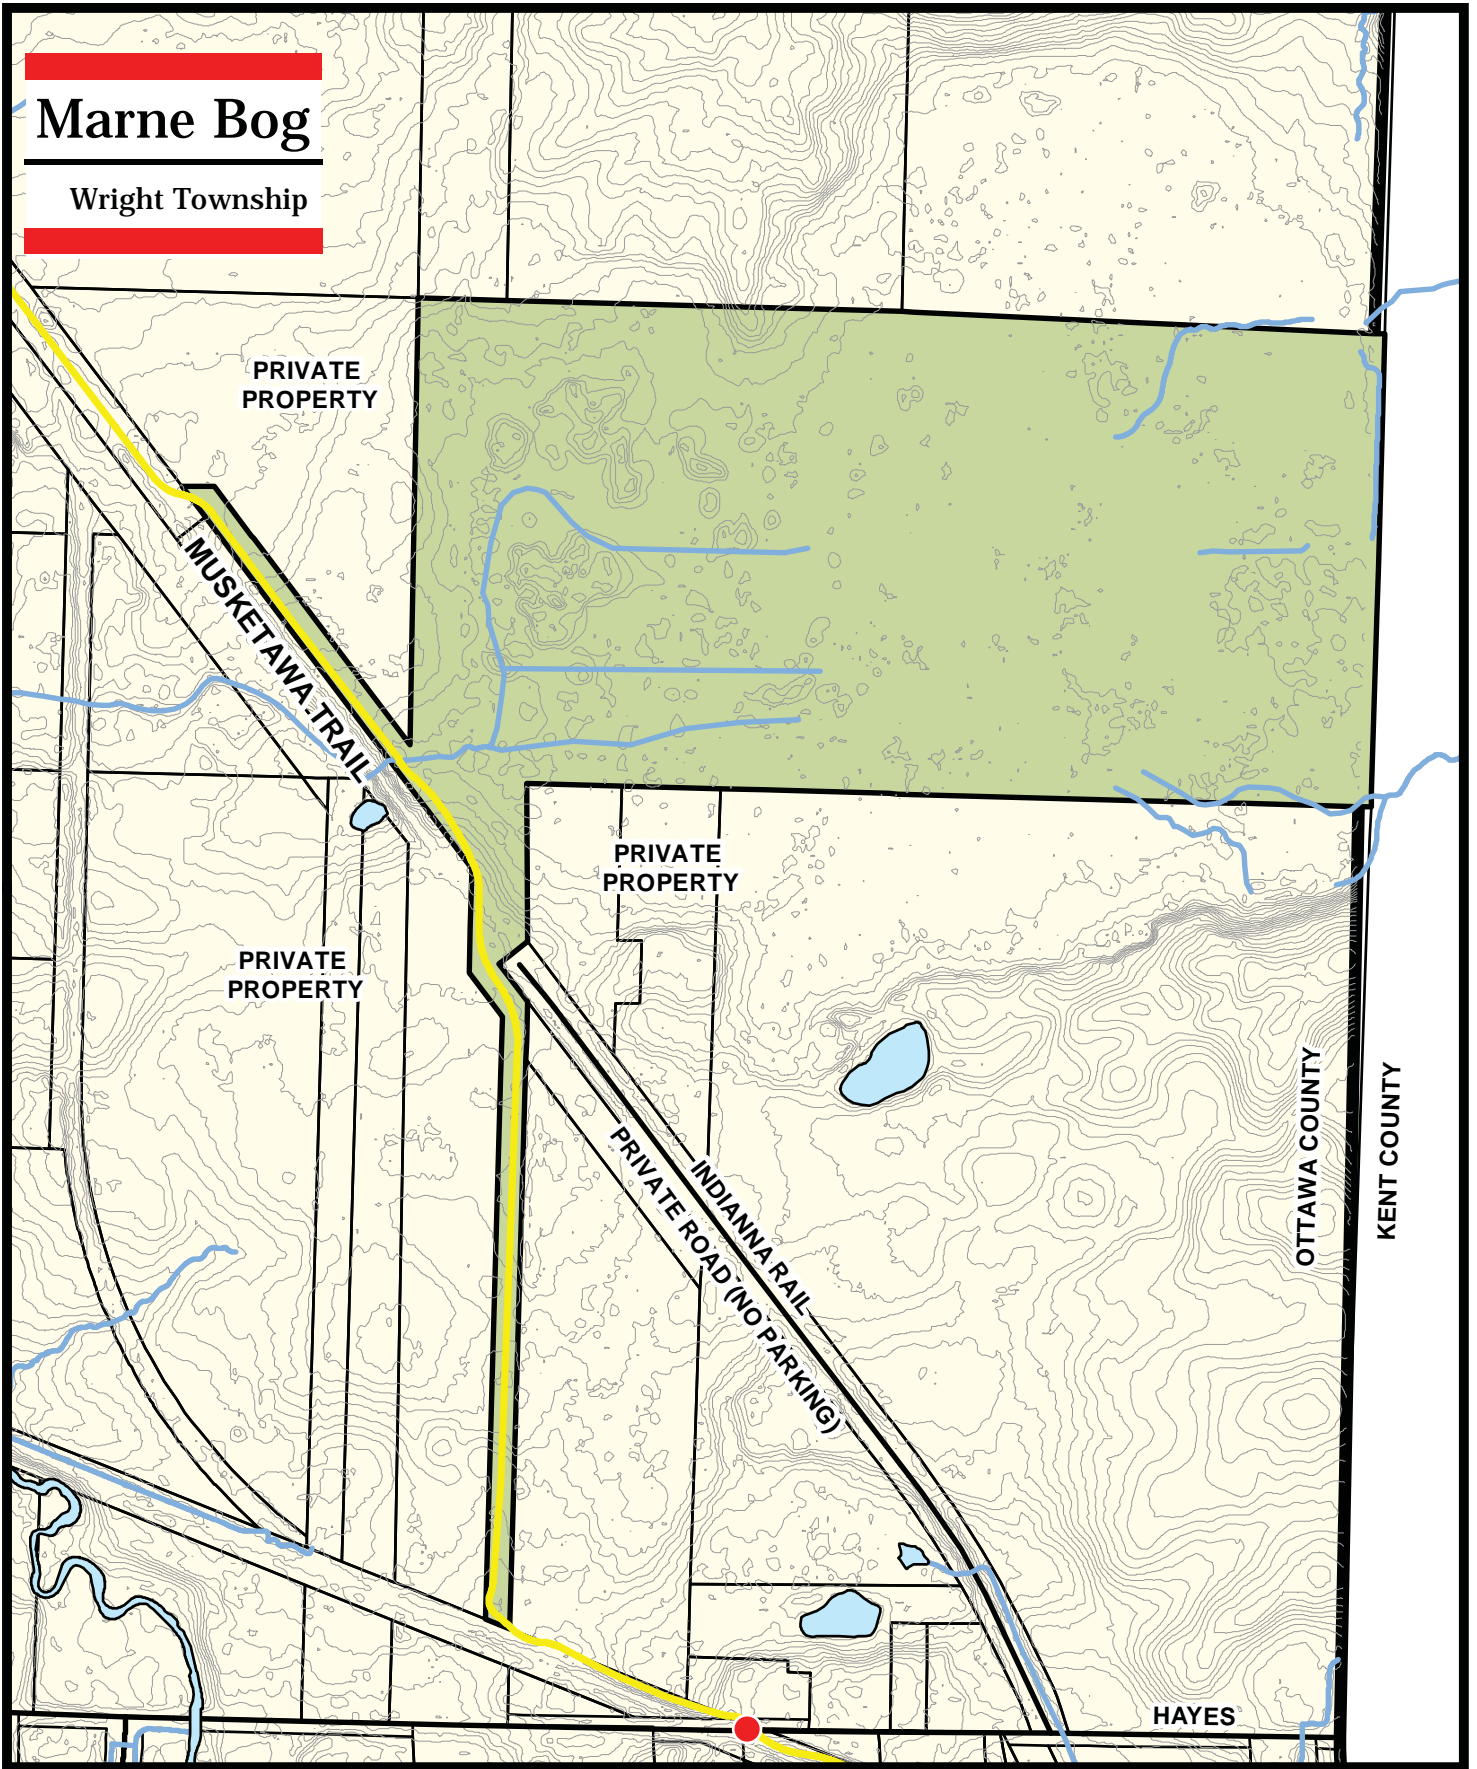 Marne Bog
Wright Township
PRIVATE
PROPERTY
MUSKETAWA TRAIL
PRIVATE
PROPERTY
PRIVATE
PROPERTY
INDIANNA RAIL
PRIVATE ROAD (NO PARKING)
OTTAWA COUNTY
KENT COUNTY
HAYES